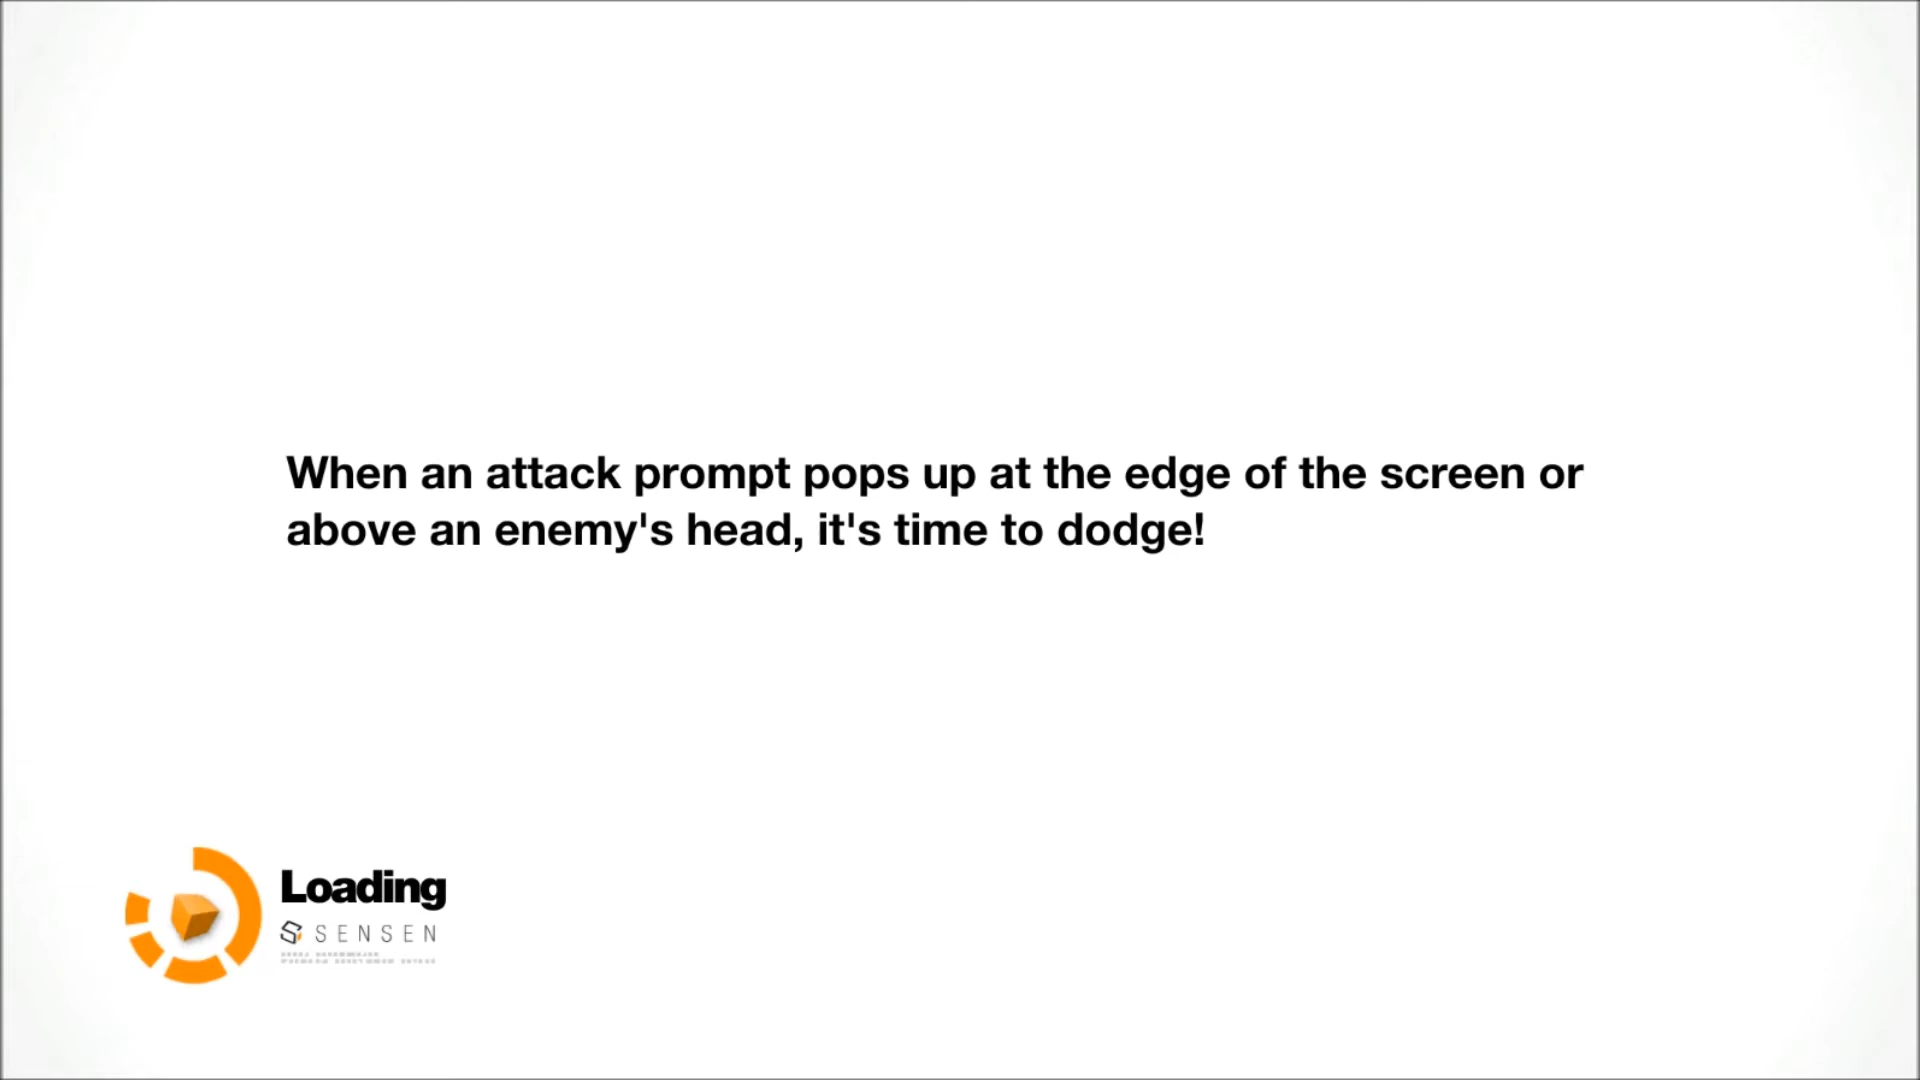 When an attack prompt pops up at the edge of the screen or
above an enemy's head, it's time to dodge!
Loading
SENSEN